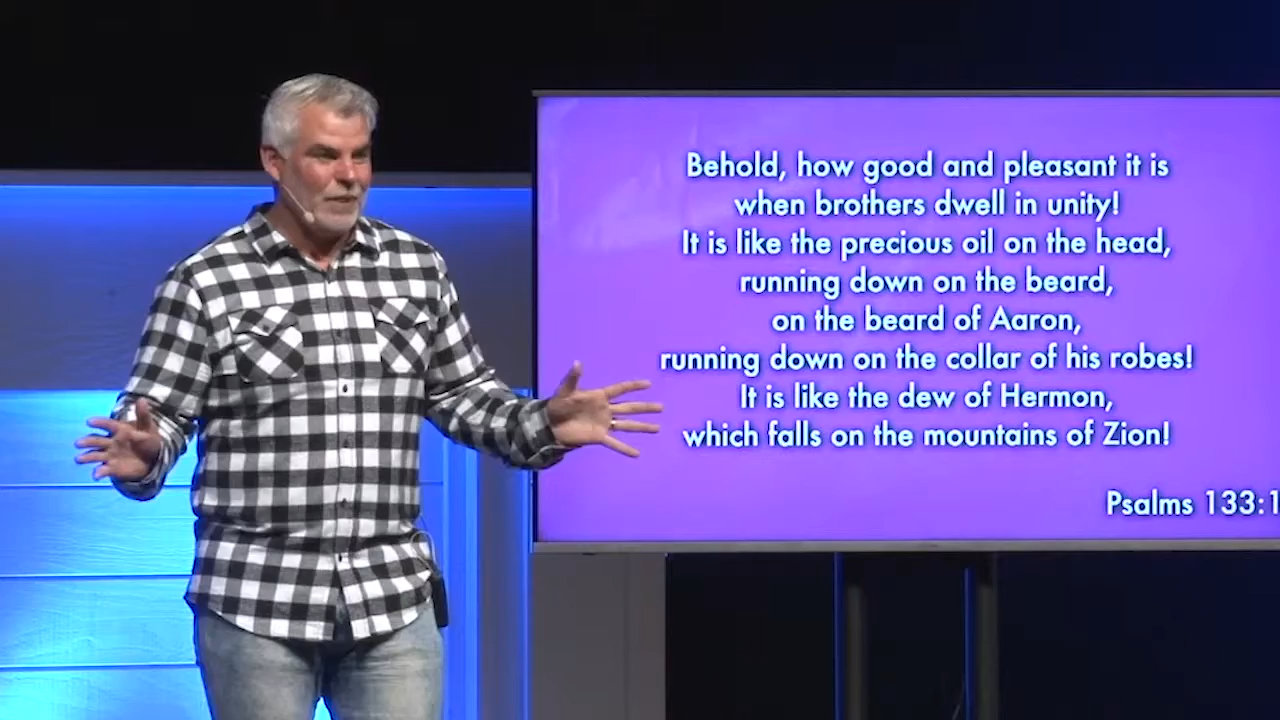 Behold, how good and pleasant it is
when brothers dwell in unity!
It is like the precious oil on the head,
running down on the beard,
on the beard of Aaron,
running down on the collar of his robes!
It is like the dew of Hermon,
which falls on the mountains of Zion!
Psalms 133:1